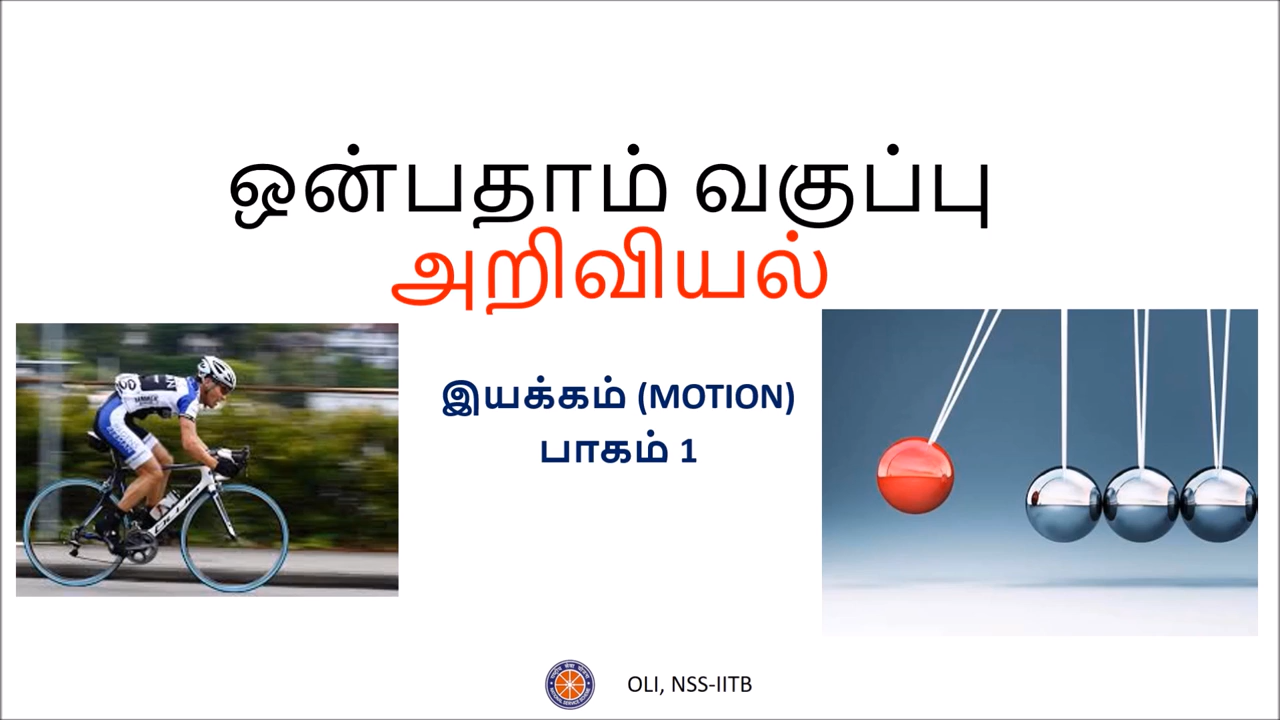 ஒன்பதாம் வகுப்பு
அறிவியல்
இயக்கம் (MOTION)
பாகம் 1
OLI, NSS-IITB